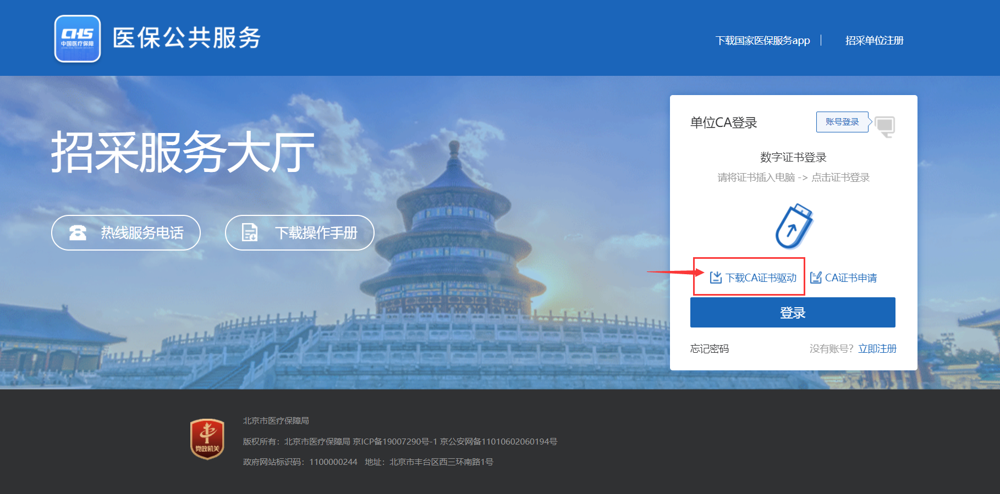 CHS
中国医疗保障
医保公共服务
下载国家医保服务app
招采单位注册
招采服务大厅
热线服务电话
下载操作手册
单位CA登录
账号登录
数字证书登录
请将证书插入电脑 -> 点击证书登录
下载CA证书驱动
CA证书申请
登录
忘记密码
没有账号? 立即注册
党政机关
北京市医疗保障局
版权所有：北京市医疗保障局 京ICP备19007290号-1 京公安网备11010602060194号
政府网站标识码：1100000244 地址：北京市丰台区西三环南路1号